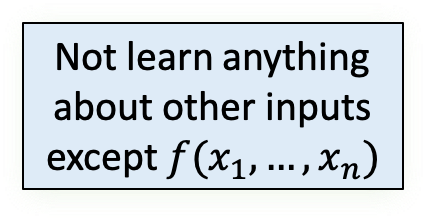 Not learn anything
about other inputs
except 𝑓(𝑥₁, … , 𝑥ₙ)